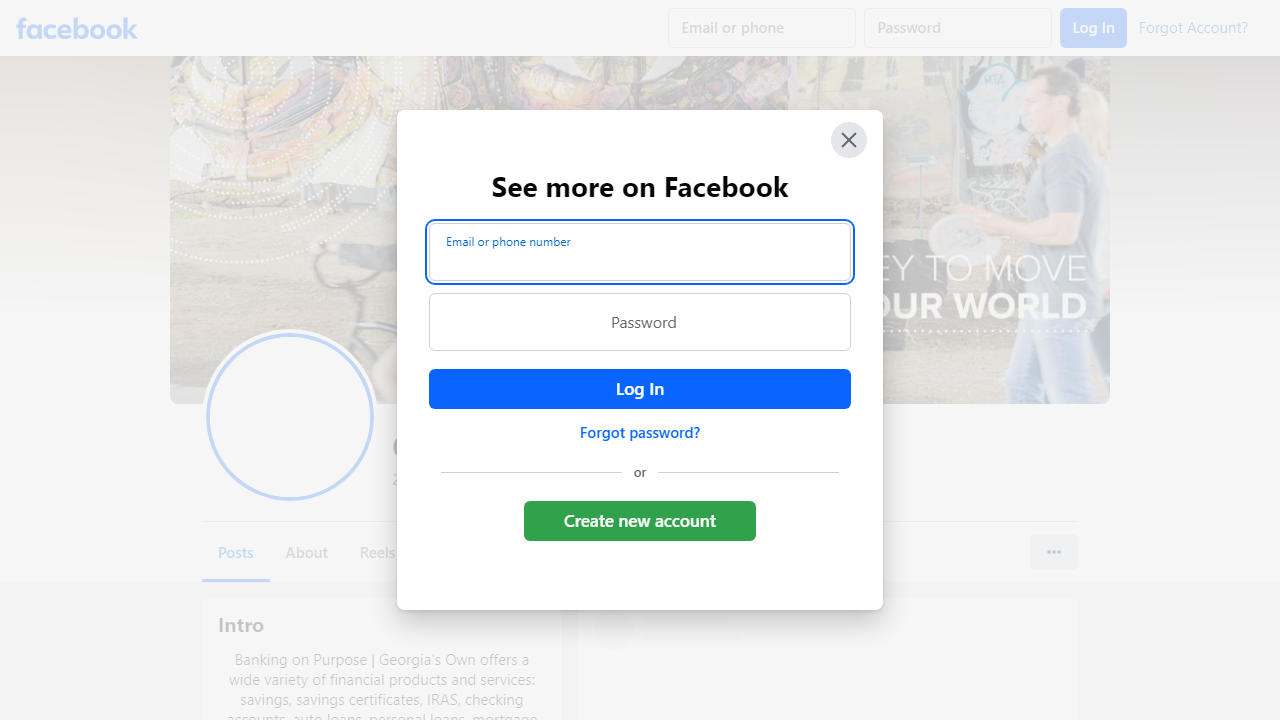 facebook
Email or phone
Password
Log In
Forgot Account?
MTA
EY TO MOVE
OUR WORLD
See more on Facebook
Email or phone number
Password
Log In
Forgot password?
or
Create new account
Posts
About
Reels
Intro
Banking on Purpose | Georgia's Own offers a
wide variety of financial products and services:
savings, savings certificates, IRAS, checking
accounts, auto loans, personal loans, mortgage